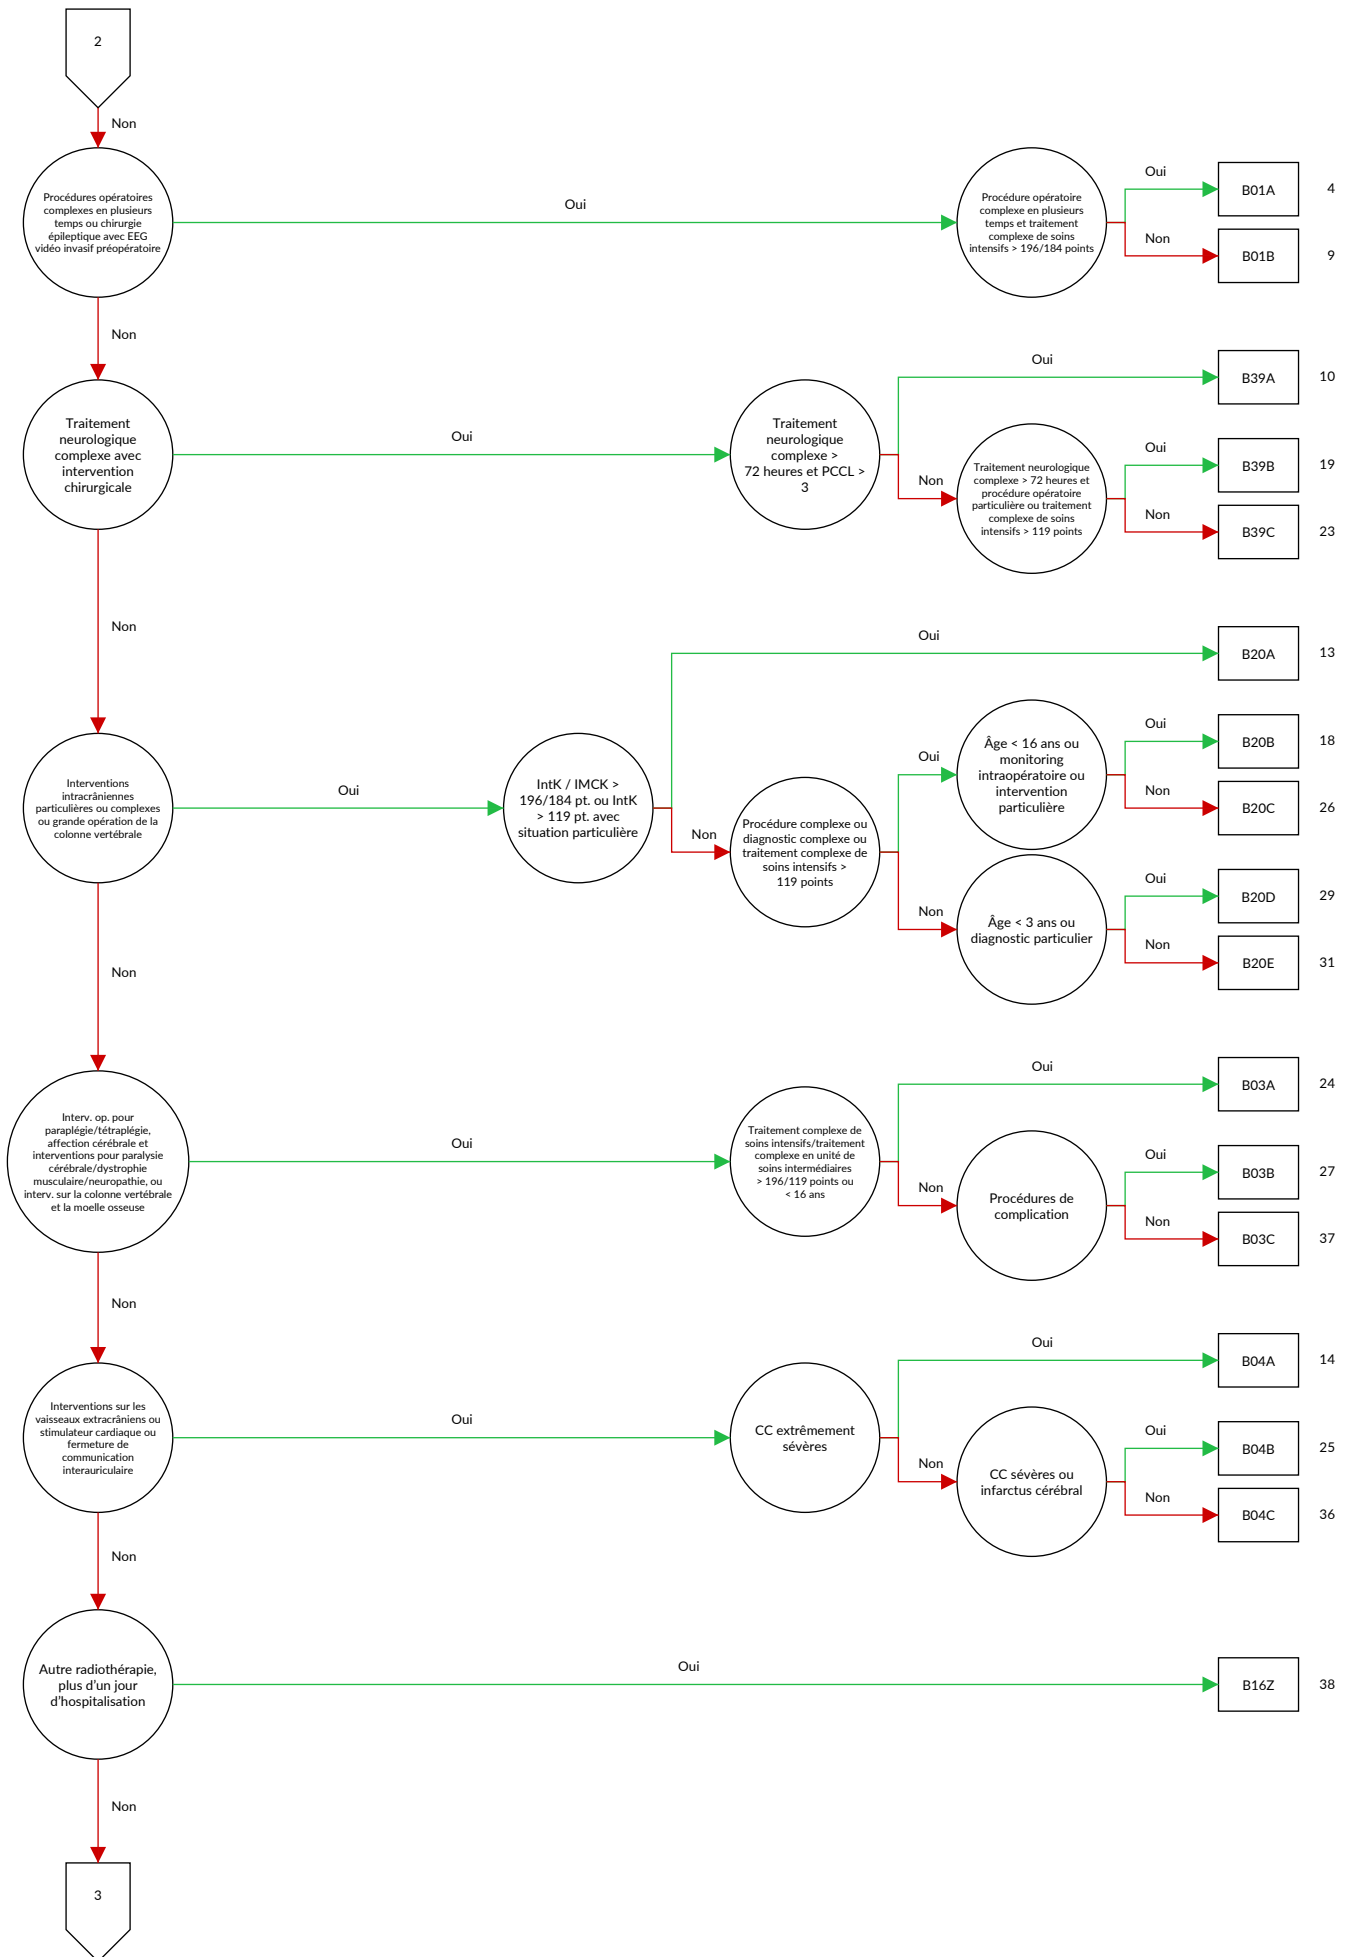 2
Non
Procédures opératoires
complexes en plusieurs
temps ou chirurgie
épileptique avec EEG
vidéo invasif préopératoire
Oui
Procédure opératoire
complexe en plusieurs
temps et traitement
complexe de soins
intensifs > 196/184 points
Oui
B01A
4
Non
B01B
9
Non
Traitement
neurologique
complexe avec
intervention
chirurgicale
Oui
Traitement
neurologique
complexe >
72 heures et PCCL >
3
Oui
B39A
10
Non
Traitement neurologique
complexe > 72 heures et
procédure opératoire
particulière ou traitement
complexe de soins
intensifs > 119 points
Oui
B39B
19
Non
B39C
23
Non
Interventions
intracrâniennes
particulières ou complexes
ou grande opération de la
colonne vertébrale
Oui
IntK / IMCK >
196/184 pt. ou IntK
> 119 pt. avec
situation particulière
Oui
B20A
13
Non
Procédure complexe ou
diagnostic complexe ou
traitement complexe de
soins intensifs >
119 points
Oui
Âge < 16 ans ou
monitoring
intraopératoire ou
intervention
particulière
Oui
B20B
18
Non
B20C
26
Non
Âge < 3 ans ou
diagnostic particulier
Oui
B20D
29
Non
B20E
31
Non
Interv. op. pour
paraplégie/tétraplégie,
affection cérébrale et
interventions pour paralysie
cérébrale/dystrophie
musculaire/neuropathie, ou
interv. sur la colonne vertébrale
et la moelle osseuse
Oui
Traitement complexe de
soins intensifs/traitement
complexe en unité de
soins intermédiaires
> 196/119 points ou
< 16 ans
Oui
B03A
24
Non
Procédures de
complication
Oui
B03B
27
Non
B03C
37
Non
Interventions sur les
vaisseaux extracrâniens ou
stimulateur cardiaque ou
fermeture de
communication
interauriculaire
Oui
CC extrêmement
sévères
Oui
B04A
14
Non
CC sévères ou
infarctus cérébral
Oui
B04B
25
Non
B04C
36
Non
Autre radiothérapie,
plus d'un jour
d'hospitalisation
Oui
B16Z
38
Non
3